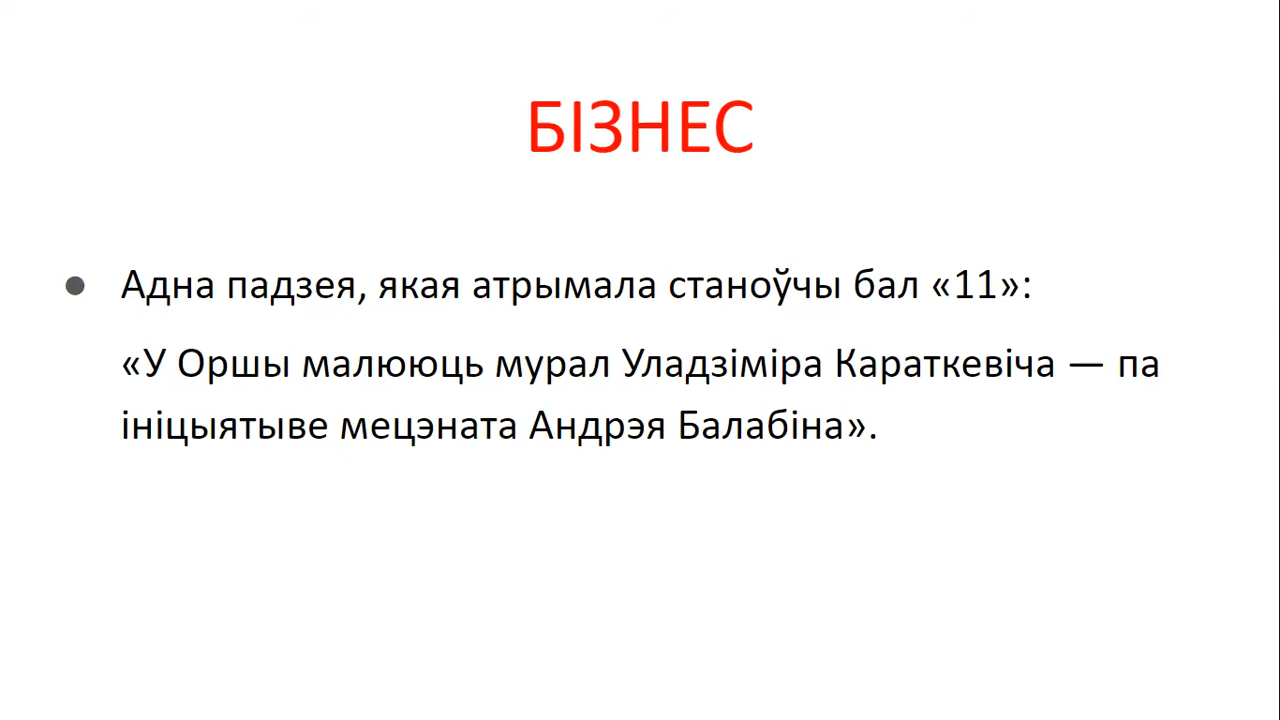 БІЗНЕС
● Адна падзея, якая атрымала станоўчы бал «11»:
«У Оршы малююць мурал Уладзіміра Караткевіча — па
ініцыятыве мецэната Андрэя Балабіна».